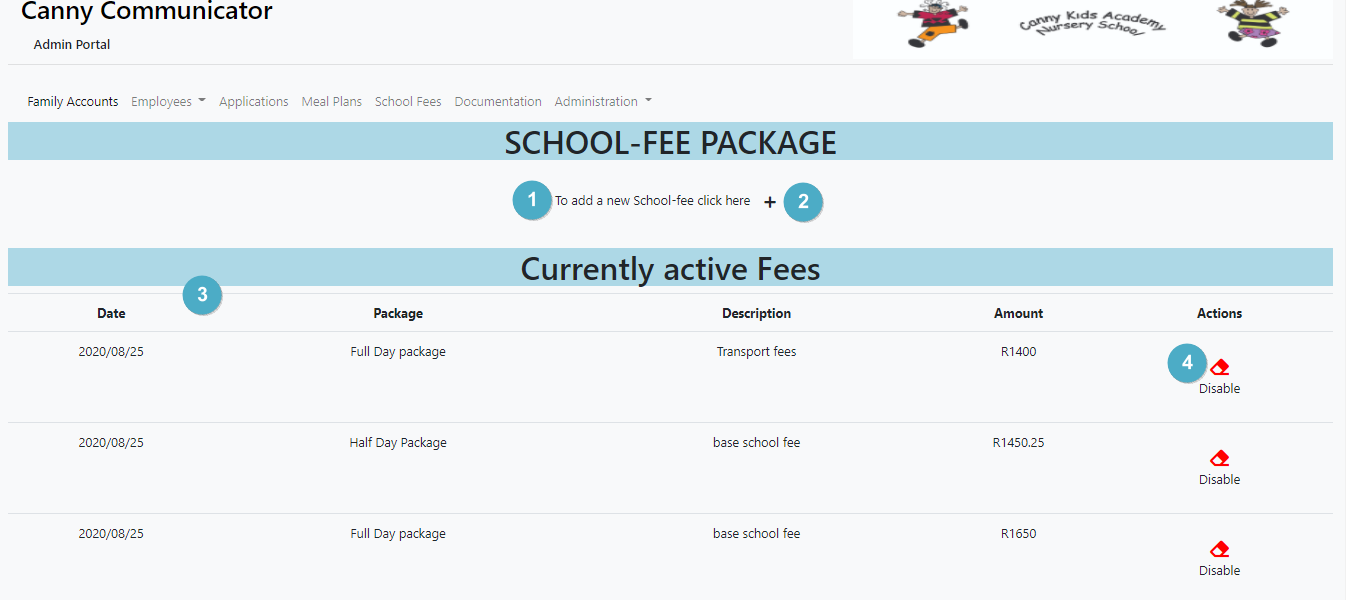 Canny Communicator
Admin Portal
Canny Kids Academy
Nursery School
Family Accounts Employees Applications Meal Plans School Fees Documentation Administration
SCHOOL-FEE PACKAGE
1 To add a new School-fee click here + 2
Currently active Fees
3
Date Package Description Amount Actions
2020/08/25 Full Day package Transport fees R1400
4
Disable
2020/08/25 Half Day Package base school fee R1450.25
Disable
2020/08/25 Full Day package base school fee R1650
Disable